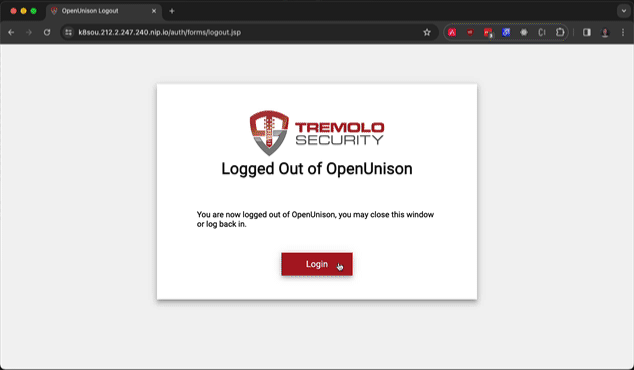 OpenUnison Logout
k8sou.212.2.247.240.nip.io/auth/forms/logout.jsp
TREMOLO
SECURITY
Logged Out of OpenUnison
You are now logged out of OpenUnison, you may close this window
or log back in.
Login